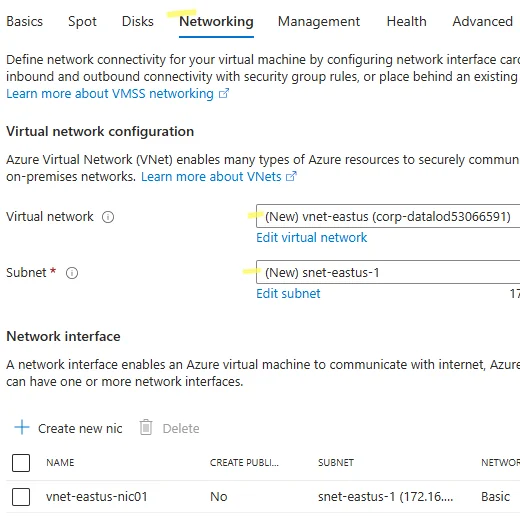 Basics Spot Disks Networking Management Health Advanced
Define network connectivity for your virtual machine by configuring network interface card
inbound and outbound connectivity with security group rules, or place behind an existing
Learn more about VMSS networking
Virtual network configuration
Azure Virtual Network (VNet) enables many types of Azure resources to securely commun
on-premises networks. Learn more about VNets
Virtual network (New) vnet-eastus (corp-datalod53066591)
Edit virtual network
Subnet * (New) snet-eastus-1
Edit subnet 17
Network interface
A network interface enables an Azure virtual machine to communicate with internet, Azure
can have one or more network interfaces.
Create new nic Delete
NAME CREATE PUBLI... SUBNET NETWOR
vnet-eastus-nic01 No snet-eastus-1 (172.16.... Basic